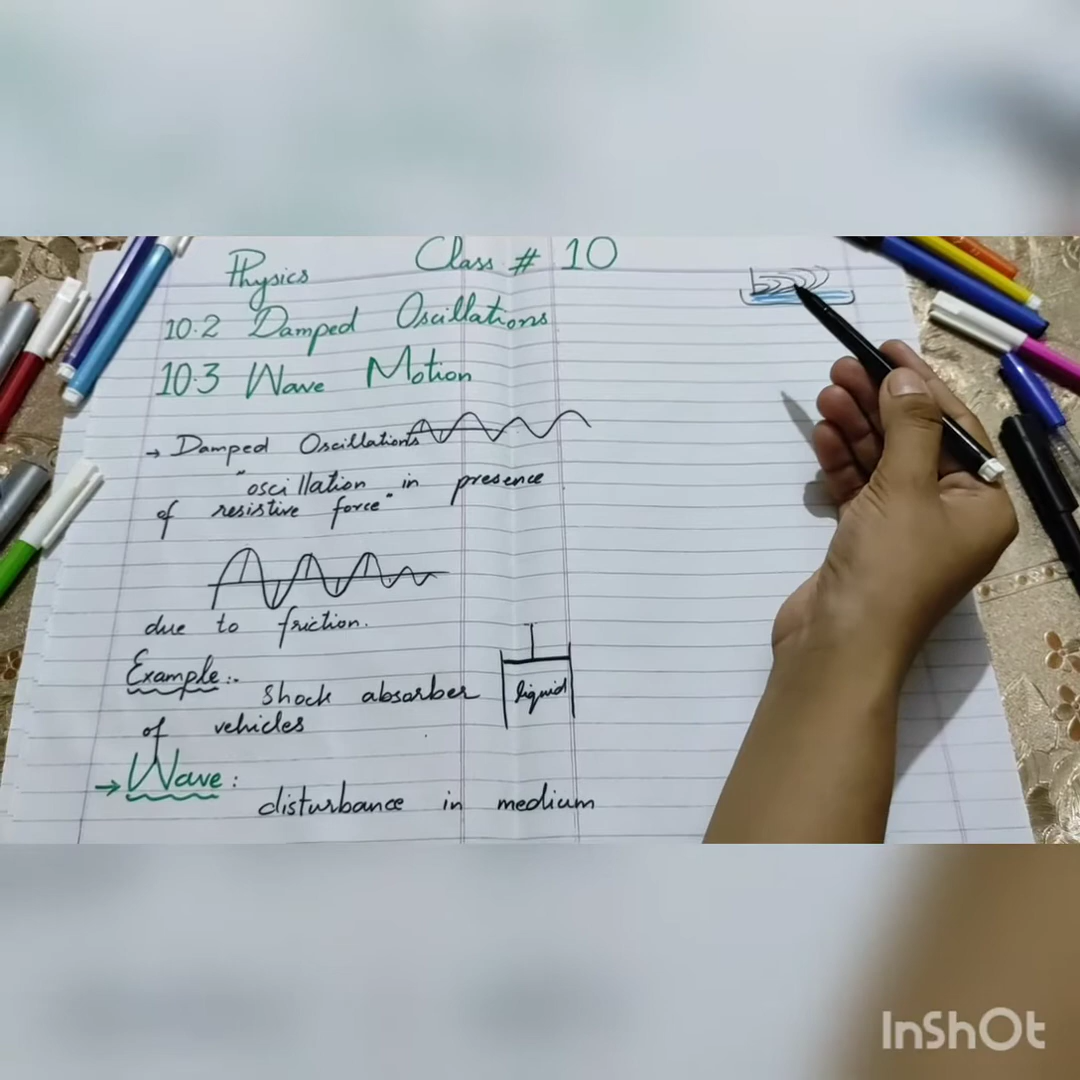 Physics Class # 10
10.2 Damped Oscillations
10.3 Wave Motion
→ Damped Oscillations
"oscillation in presence
of resistive force"
due to friction.
Example:-
Shock absorber
of vehicles
liquid
→ Wave:
disturbance in medium
InShOt